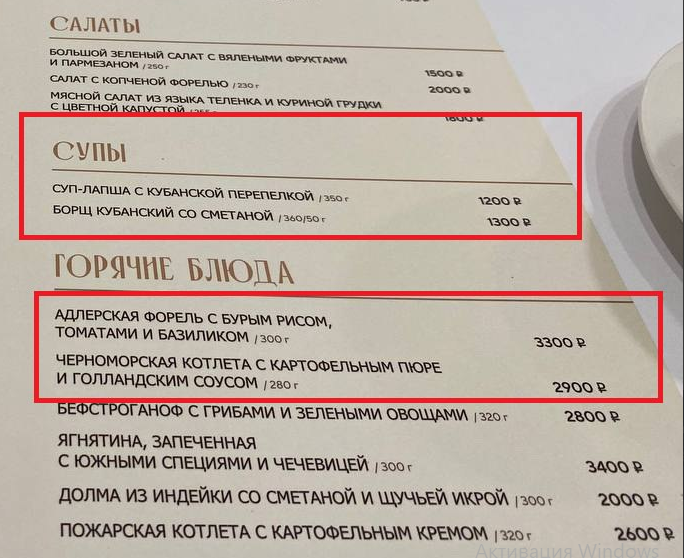 САЛАТЫ
БОЛЬШОЙ ЗЕЛЕНЫЙ САЛАТ С ВЯЛЕНЫМИ ФРУКТАМИ
И ПАРМЕЗАНОМ /250 г 1500 ₽
САЛАТ С КОПЧЕНОЙ ФОРЕЛЬЮ /230 г 2000 ₽
МЯСНОЙ САЛАТ ИЗ ЯЗЫКА ТЕЛЕНКА И КУРИНОЙ ГРУДКИ
С ЦВЕТНОЙ КАПУСТОЙ 1800 ₽
СУПЫ
СУП-ЛАПША С КУБАНСКОЙ ПЕРЕПЕЛКОЙ /350 г 1200 ₽
БОРЩ КУБАНСКИЙ СО СМЕТАНОЙ /360/50 г 1300 ₽
ГОРЯЧИЕ БЛЮДА
АДЛЕРСКАЯ ФОРЕЛЬ С БУРЫМ РИСОМ,
ТОМАТАМИ И БАЗИЛИКОМ /300 г 3300 ₽
ЧЕРНОМОРСКАЯ КОТЛЕТА С КАРТОФЕЛЬНЫМ ПЮРЕ
И ГОЛЛАНДСКИМ СОУСОМ /280 г 2900 ₽
БЕФСТРОГАНОФ С ГРИБАМИ И ЗЕЛЕНЫМИ ОВОЩАМИ /320 г 2800 ₽
ЯГНЯТИНА, ЗАПЕЧЕННАЯ
С ЮЖНЫМИ СПЕЦИЯМИ И ЧЕЧЕВИЦЕЙ /300 г 3400 ₽
ДОЛМА ИЗ ИНДЕЙКИ СО СМЕТАНОЙ И ЩУЧЬЕЙ ИКРОЙ /300 г 2000 ₽
ПОЖАРСКАЯ КОТЛЕТА С КАРТОФЕЛЬНЫМ КРЕМОМ /320 г 2600 ₽
Активация Windows